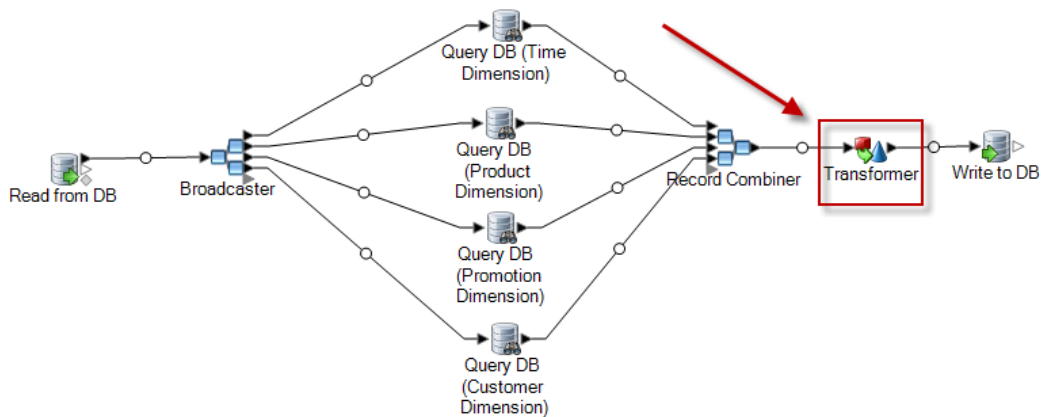 Read from DB
Broadcaster
Query DB (Time
Dimension)
Query DB
(Product
Dimension)
Query DB
(Promotion
Dimension)
Query DB
(Customer
Dimension)
Record Combiner
Transformer
Write to DB